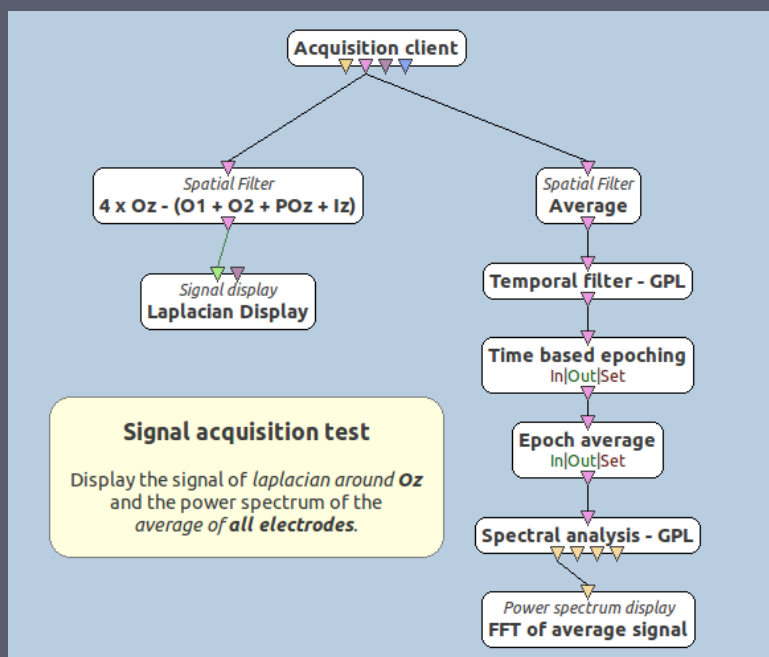 Acquisition client
Spatial Filter
4 x Oz - (O1 + O2 + POz + Iz)
Signal display
Laplacian Display
Signal acquisition test
Display the signal of laplacian around Oz
and the power spectrum of the
average of all electrodes.
Spatial Filter
Average
Temporal filter - GPL
Time based epoching
In|Out|Set
Epoch average
In|Out|Set
Spectral analysis - GPL
Power spectrum display
FFT of average signal